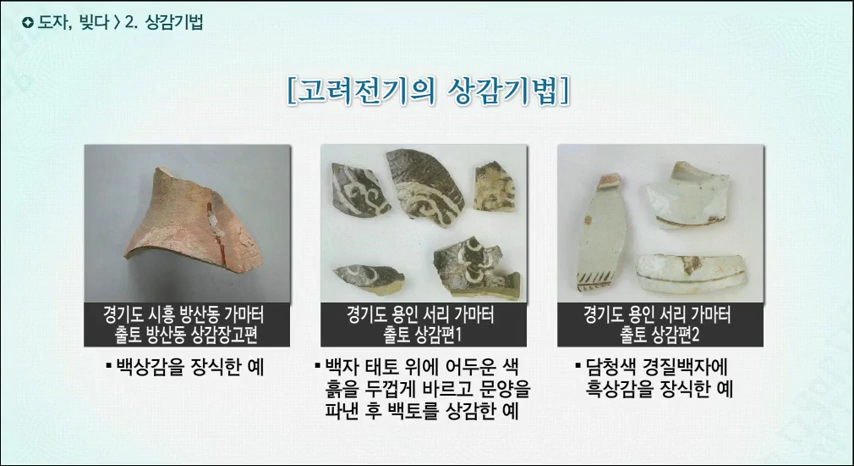 도자, 빚다 > 2. 상감기법
[고려전기의 상감기법]
경기도 시흥 방산동 가마터
출토 방산동 상감장고편
▪ 백상감을 장식한 예
경기도 용인 서리 가마터
출토 상감편1
▪ 백자 태토 위에 어두운 색
흙을 두껍게 바르고 문양을
파낸 후 백토를 상감한 예
경기도 용인 서리 가마터
출토 상감편2
▪ 담청색 경질백자에
흑상감을 장식한 예